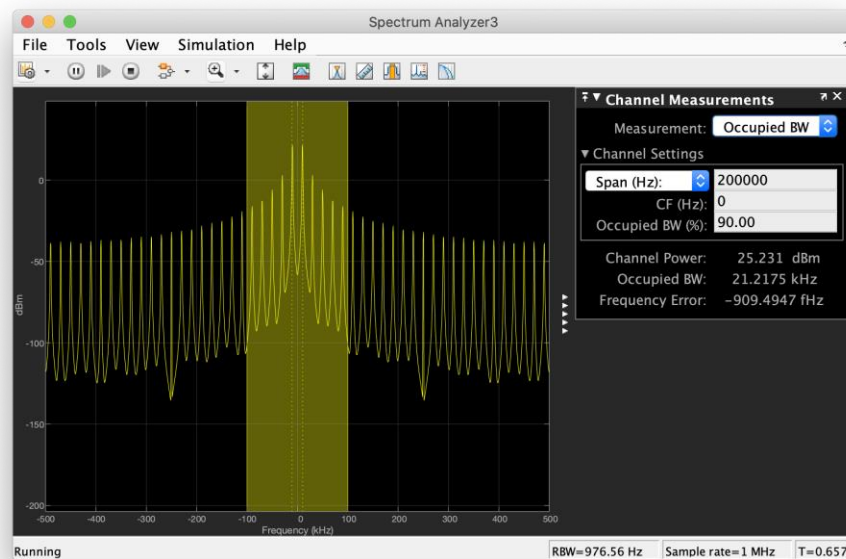 Spectrum Analyzer3
File Tools View Simulation Help
Channel Measurements
Measurement: Occupied BW
Channel Settings
Span (Hz): 200000
CF (Hz): 0
Occupied BW (%): 90.00
Channel Power: 25.231 dBm
Occupied BW: 21.2175 kHz
Frequency Error: -909.4947 fHz
dBm
0
-50
-100
-150
-200
-500 -400 -300 -200 -100 0 100 200 300 400 500
Frequency (kHz)
Running RBW=976.56 Hz Sample rate=1 MHz T=0.657